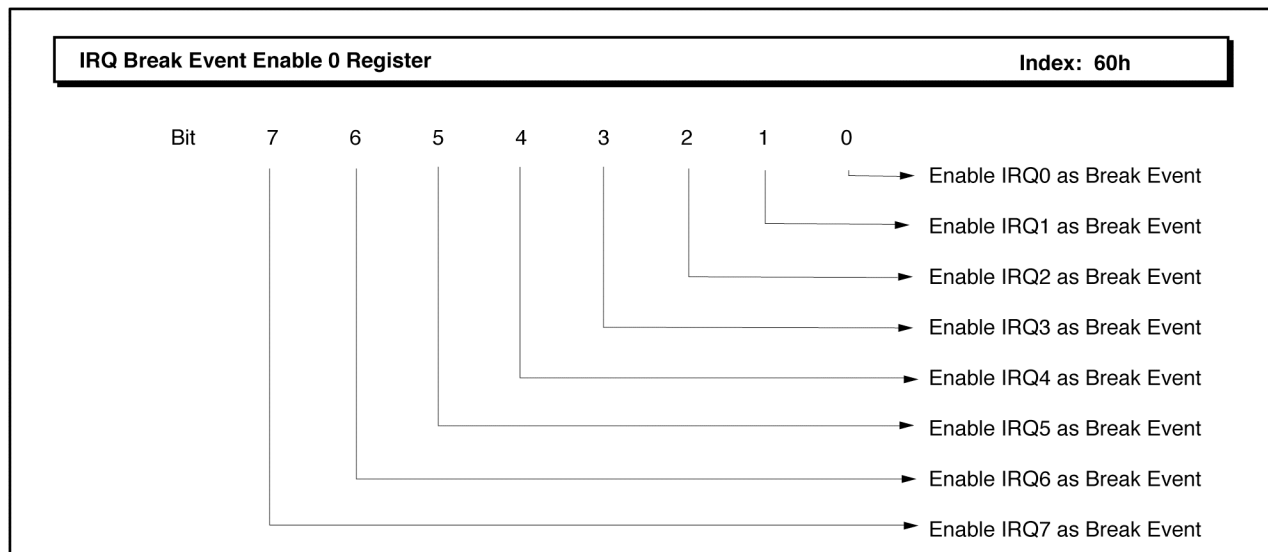 IRQ Break Event Enable 0 Register Index: 60h
Bit 7 6 5 4 3 2 1 0
Enable IRQ0 as Break Event
Enable IRQ1 as Break Event
Enable IRQ2 as Break Event
Enable IRQ3 as Break Event
Enable IRQ4 as Break Event
Enable IRQ5 as Break Event
Enable IRQ6 as Break Event
Enable IRQ7 as Break Event